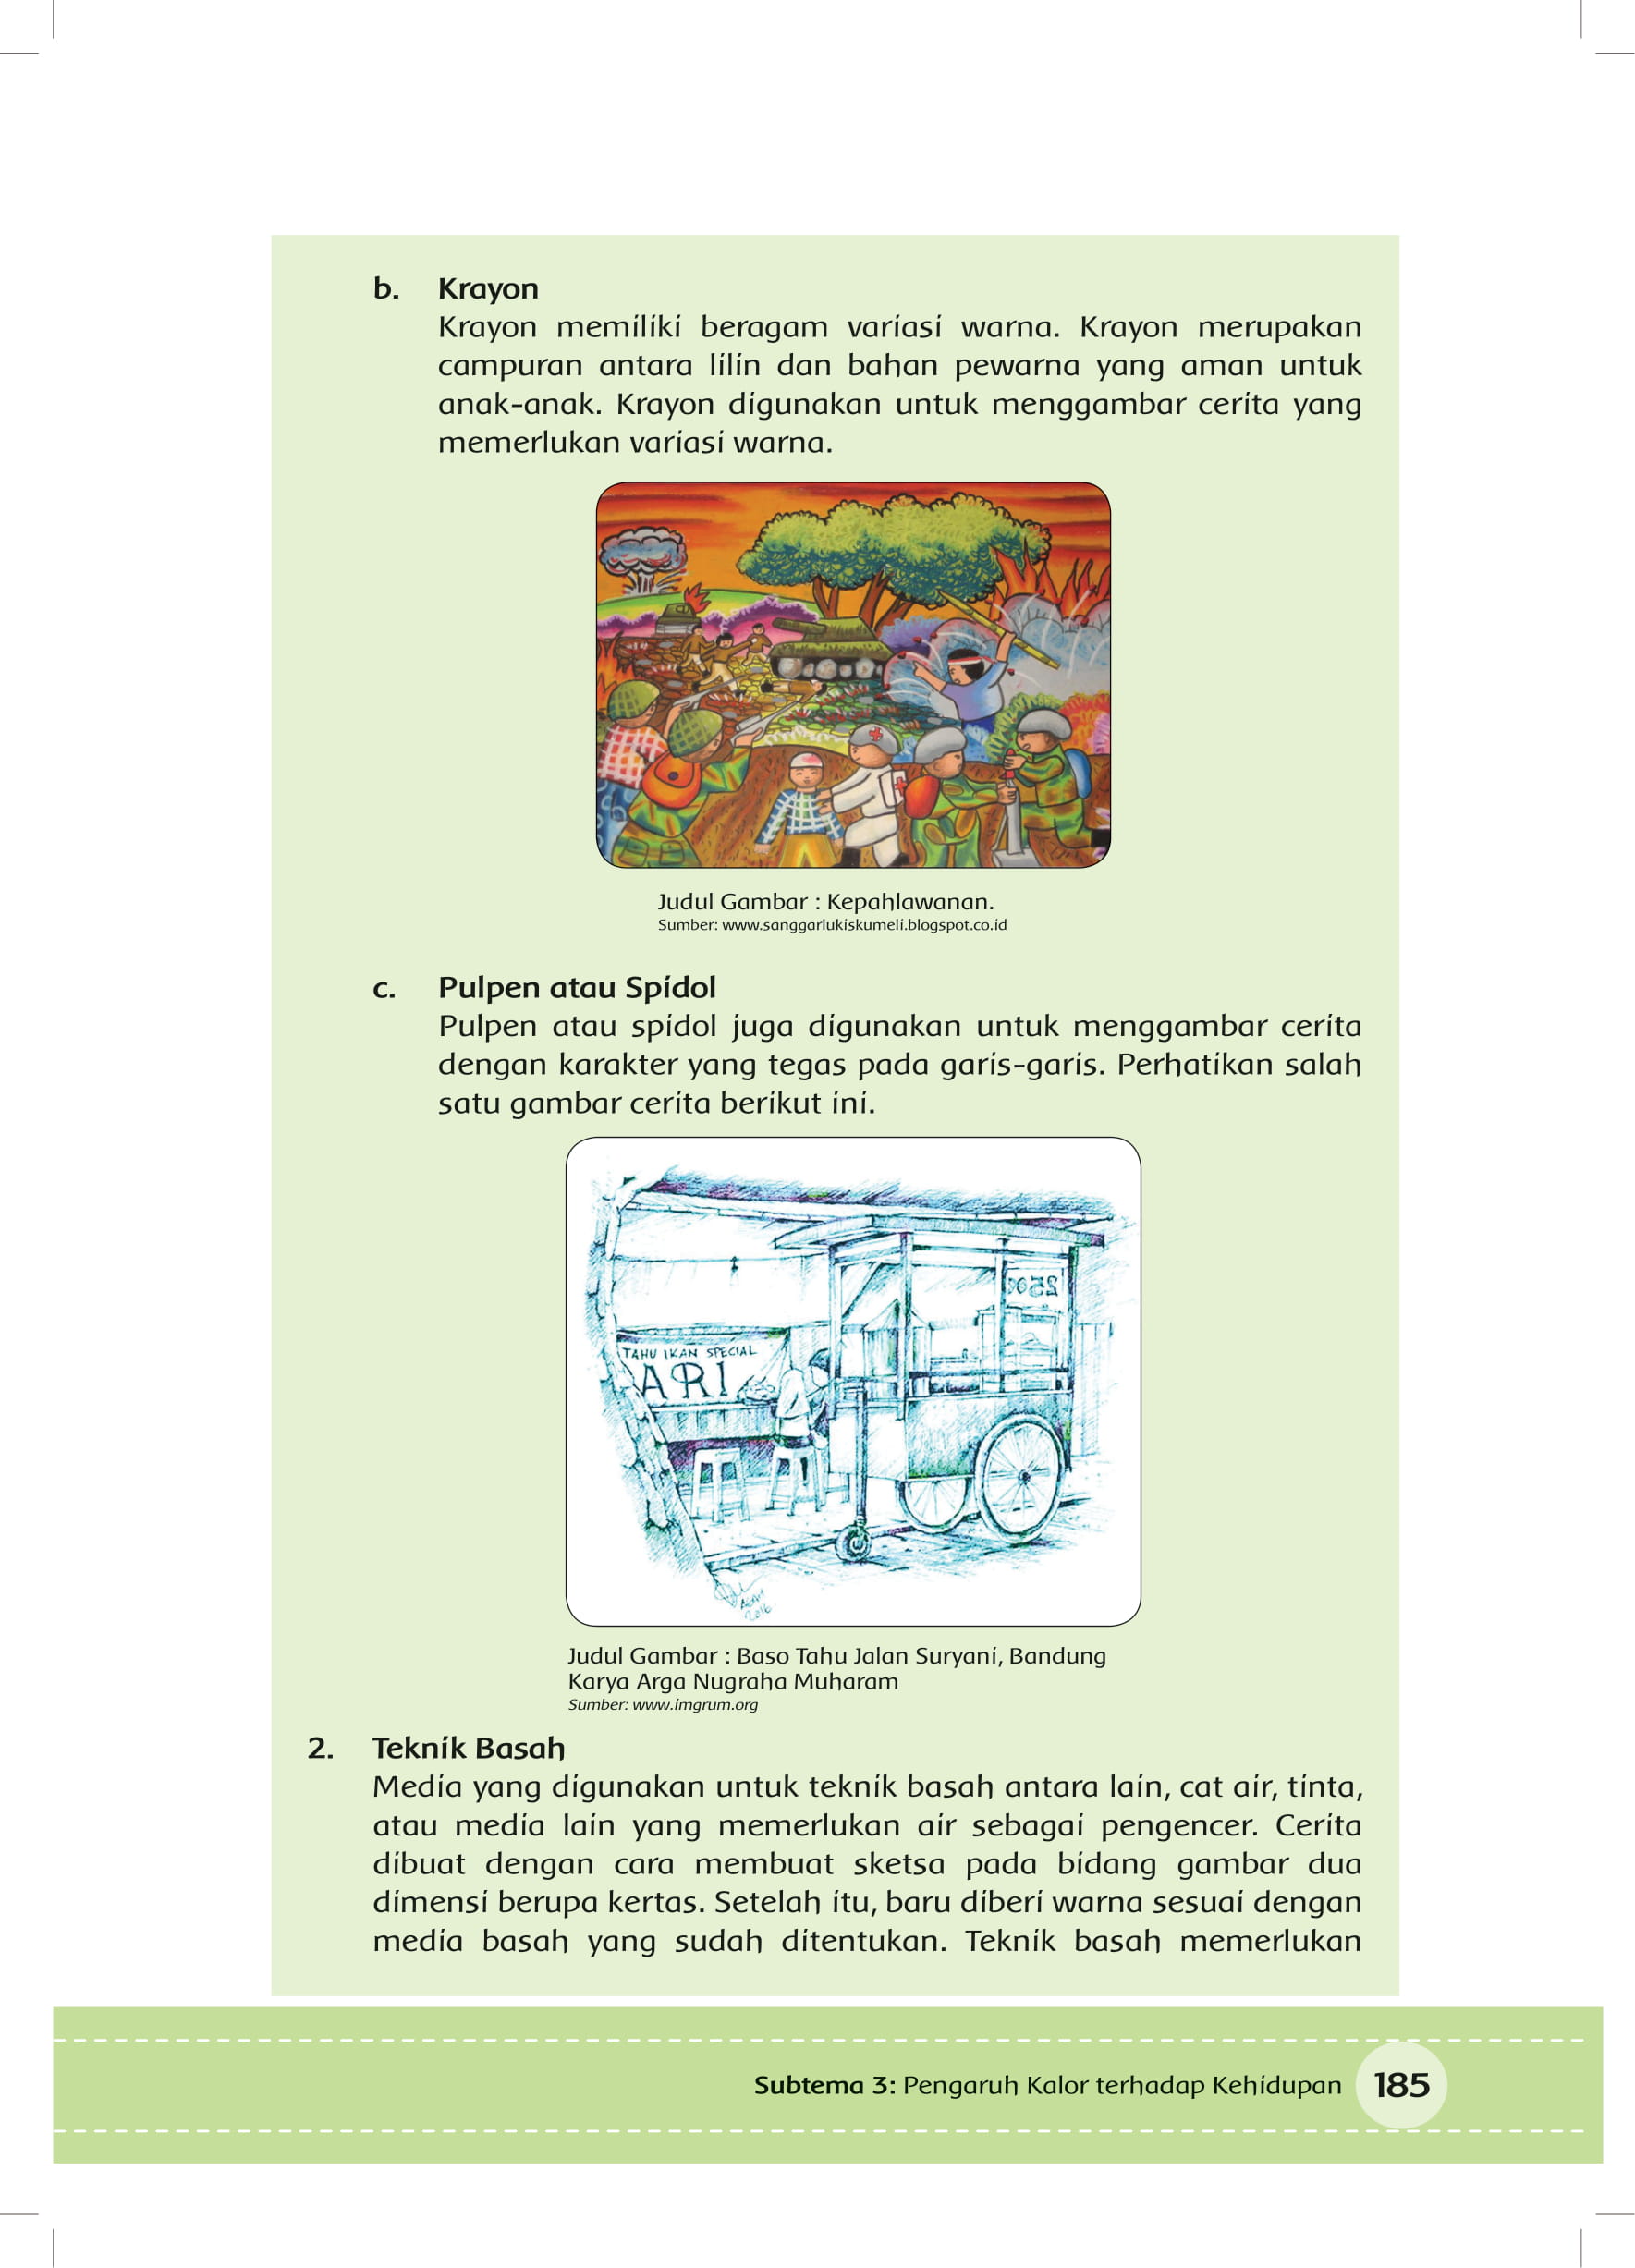 b. Krayon
Krayon memiliki beragam variasi warna. Krayon merupakan
campuran antara lilin dan bahan pewarna yang aman untuk
anak-anak. Krayon digunakan untuk menggambar cerita yang
memerlukan variasi warna.
Judul Gambar : Kepahlawanan.
Sumber: www.sanggarlukiskumeli.blogspot.co.id
c. Pulpen atau Spidol
Pulpen atau spidol juga digunakan untuk menggambar cerita
dengan karakter yang tegas pada garis-garis. Perhatikan salah
satu gambar cerita berikut ini.
TAHU IKAN SPECIAL
ARI
2016
Judul Gambar : Baso Tahu Jalan Suryani, Bandung
Karya Arga Nugraha Muharam
Sumber: www.imgrum.org
2. Teknik Basah
Media yang digunakan untuk teknik basah antara lain, cat air, tinta,
atau media lain yang memerlukan air sebagai pengencer. Cerita
dibuat dengan cara membuat sketsa pada bidang gambar dua
dimensi berupa kertas. Setelah itu, baru diberi warna sesuai dengan
media basah yang sudah ditentukan. Teknik basah memerlukan
Subtema 3: Pengaruh Kalor terhadap Kehidupan 185